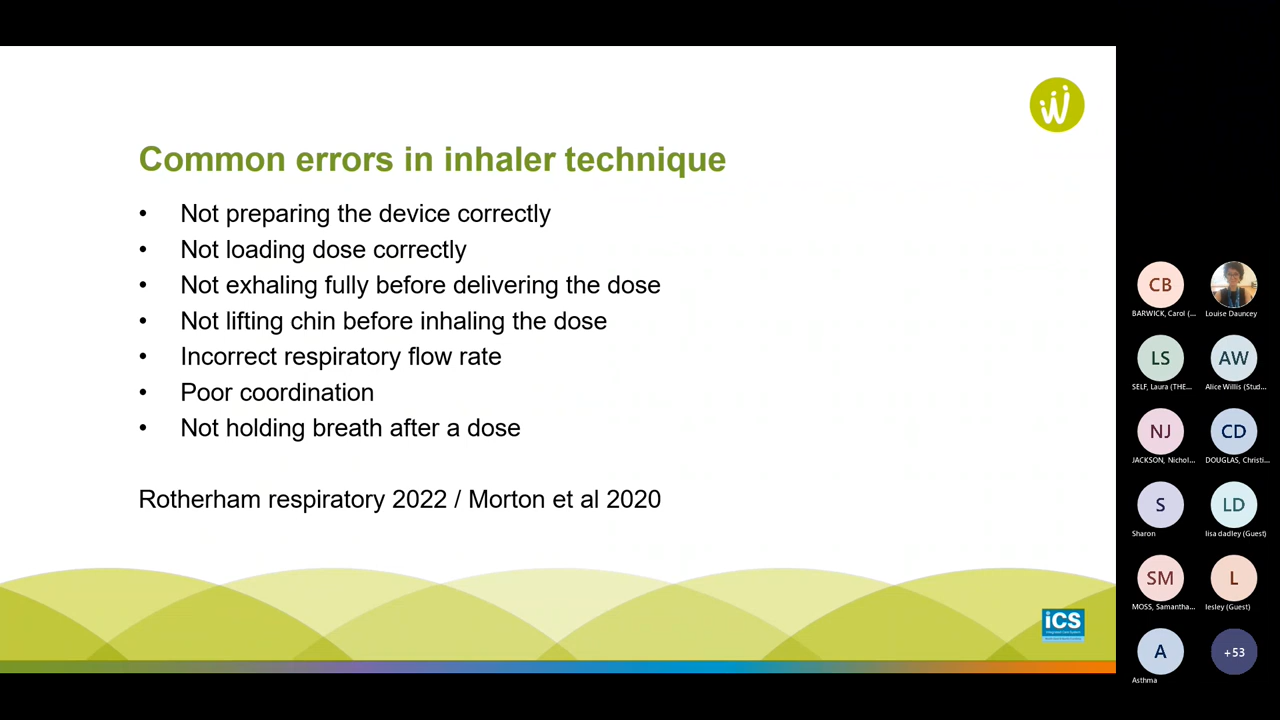 Common errors in inhaler technique
• Not preparing the device correctly
• Not loading dose correctly
• Not exhaling fully before delivering the dose
• Not lifting chin before inhaling the dose
• Incorrect respiratory flow rate
• Poor coordination
• Not holding breath after a dose
Rotherham respiratory 2022 / Morton et al 2020
iCS
Integrated Care System
CB
BARWICK, Carol (...
Louise Dauncey
LS
AW
SELF, Laura (THE...
Alice Willis (Stud...
NJ
CD
JACKSON, Nichol...
DOUGLAS, Christi...
S
LD
Sharon
lisa dadley (Guest)
SM
L
MOSS, Samantha...
lesley (Guest)
A
+53
Asthma